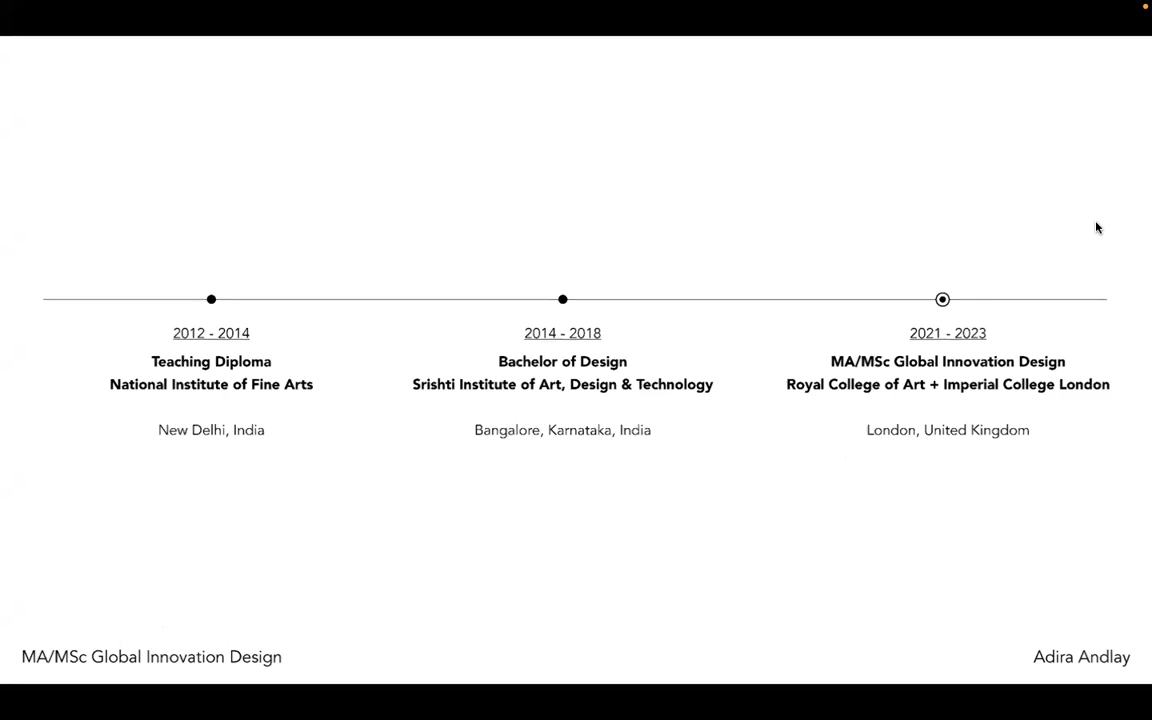 2012 - 2014
Teaching Diploma
National Institute of Fine Arts
New Delhi, India
2014 - 2018
Bachelor of Design
Srishti Institute of Art, Design & Technology
Bangalore, Karnataka, India
2021 - 2023
MA/MSc Global Innovation Design
Royal College of Art + Imperial College London
London, United Kingdom
MA/MSc Global Innovation Design
Adira Andlay